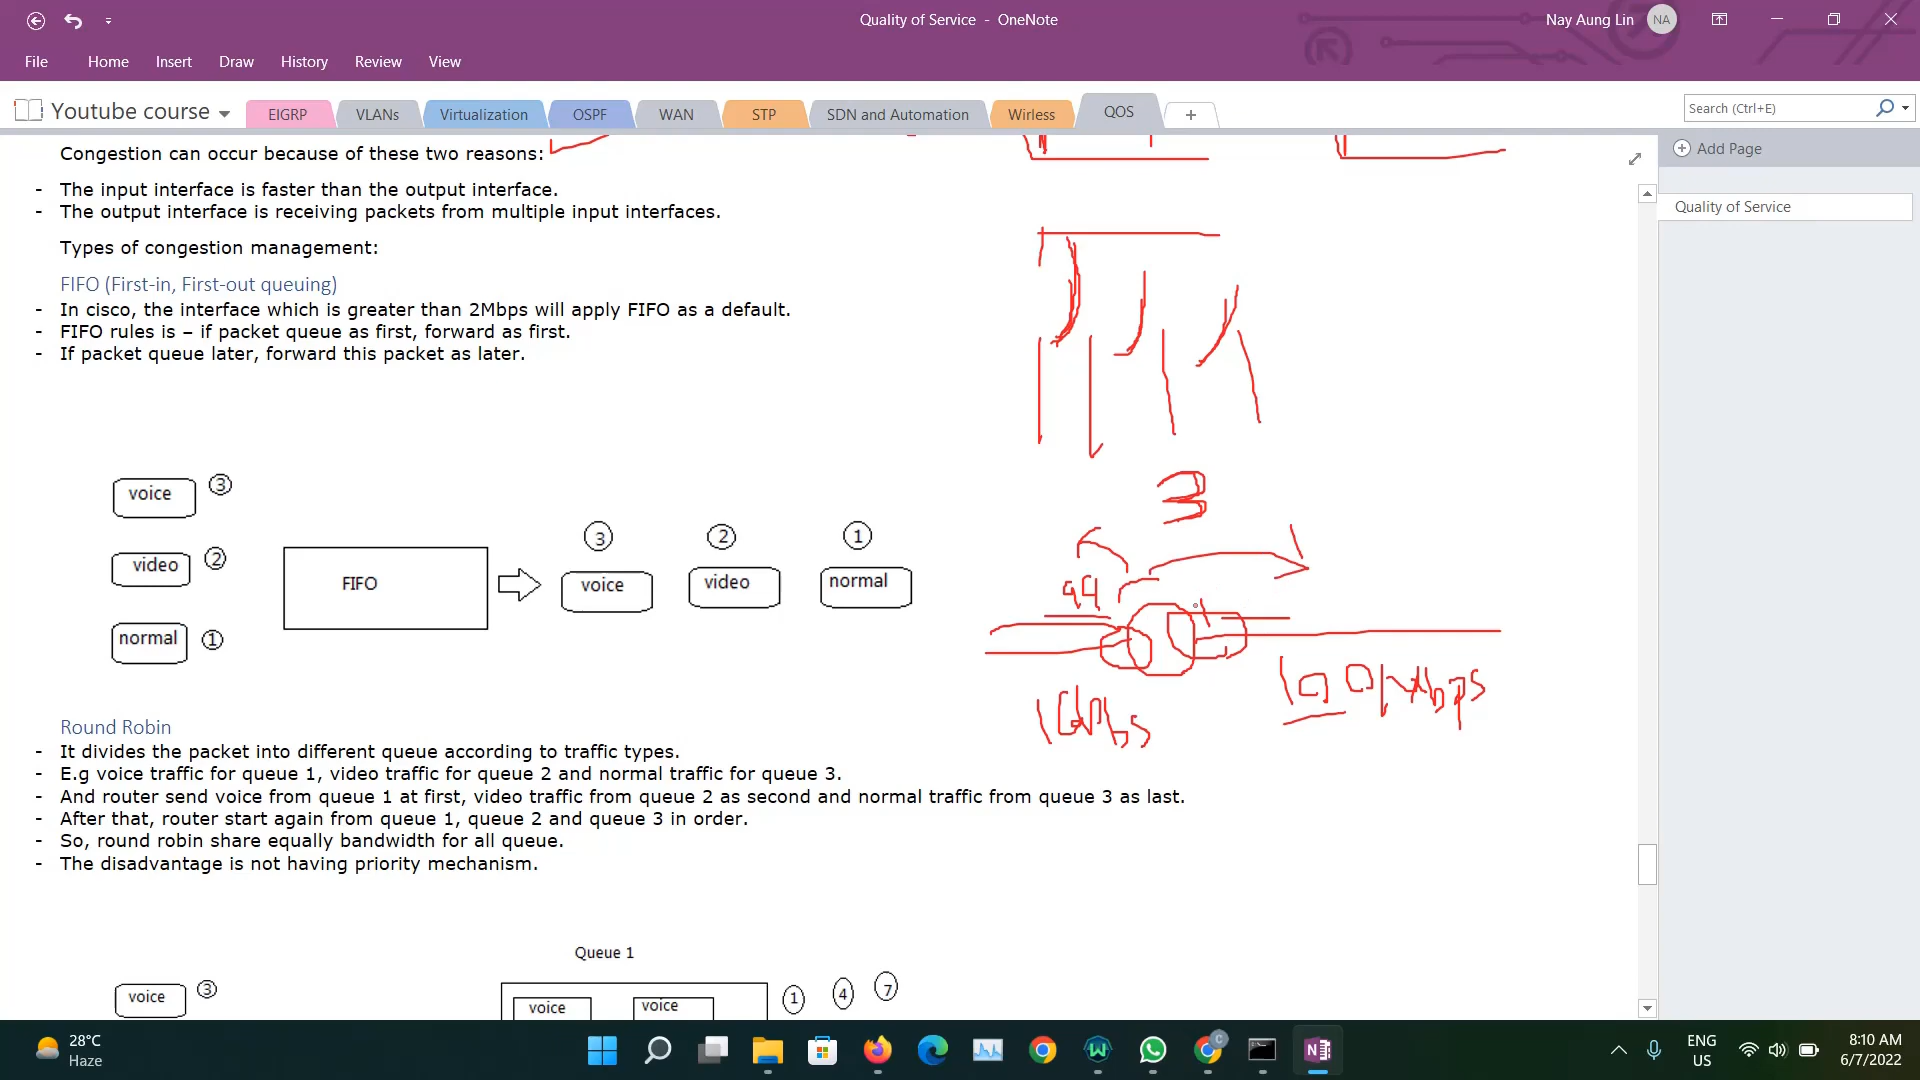 Quality of Service - OneNote
Nay Aung Lin NA
File Home Insert Draw History Review View
Youtube course EIGRP VLANs Virtualization OSPF WAN STP SDN and Automation Wirless QOS +
Search (Ctrl+E)
Add Page
Quality of Service
Congestion can occur because of these two reasons:
- The input interface is faster than the output interface.
- The output interface is receiving packets from multiple input interfaces.
Types of congestion management:
FIFO (First-in, First-out queuing)
- In cisco, the interface which is greater than 2Mbps will apply FIFO as a default.
- FIFO rules is – if packet queue as first, forward as first.
- If packet queue later, forward this packet as later.
voice 3
video 2
normal 1
FIFO
3 2 1
voice video normal
3
100Mbps
Round Robin
- It divides the packet into different queue according to traffic types.
- E.g voice traffic for queue 1, video traffic for queue 2 and normal traffic for queue 3.
- And router send voice from queue 1 at first, video traffic from queue 2 as second and normal traffic from queue 3 as last.
- After that, router start again from queue 1, queue 2 and queue 3 in order.
- So, round robin share equally bandwidth for all queue.
- The disadvantage is not having priority mechanism.
Queue 1
voice 3
voice voice 1 4 7
28°C
Haze
ENG
US
8:10 AM
6/7/2022